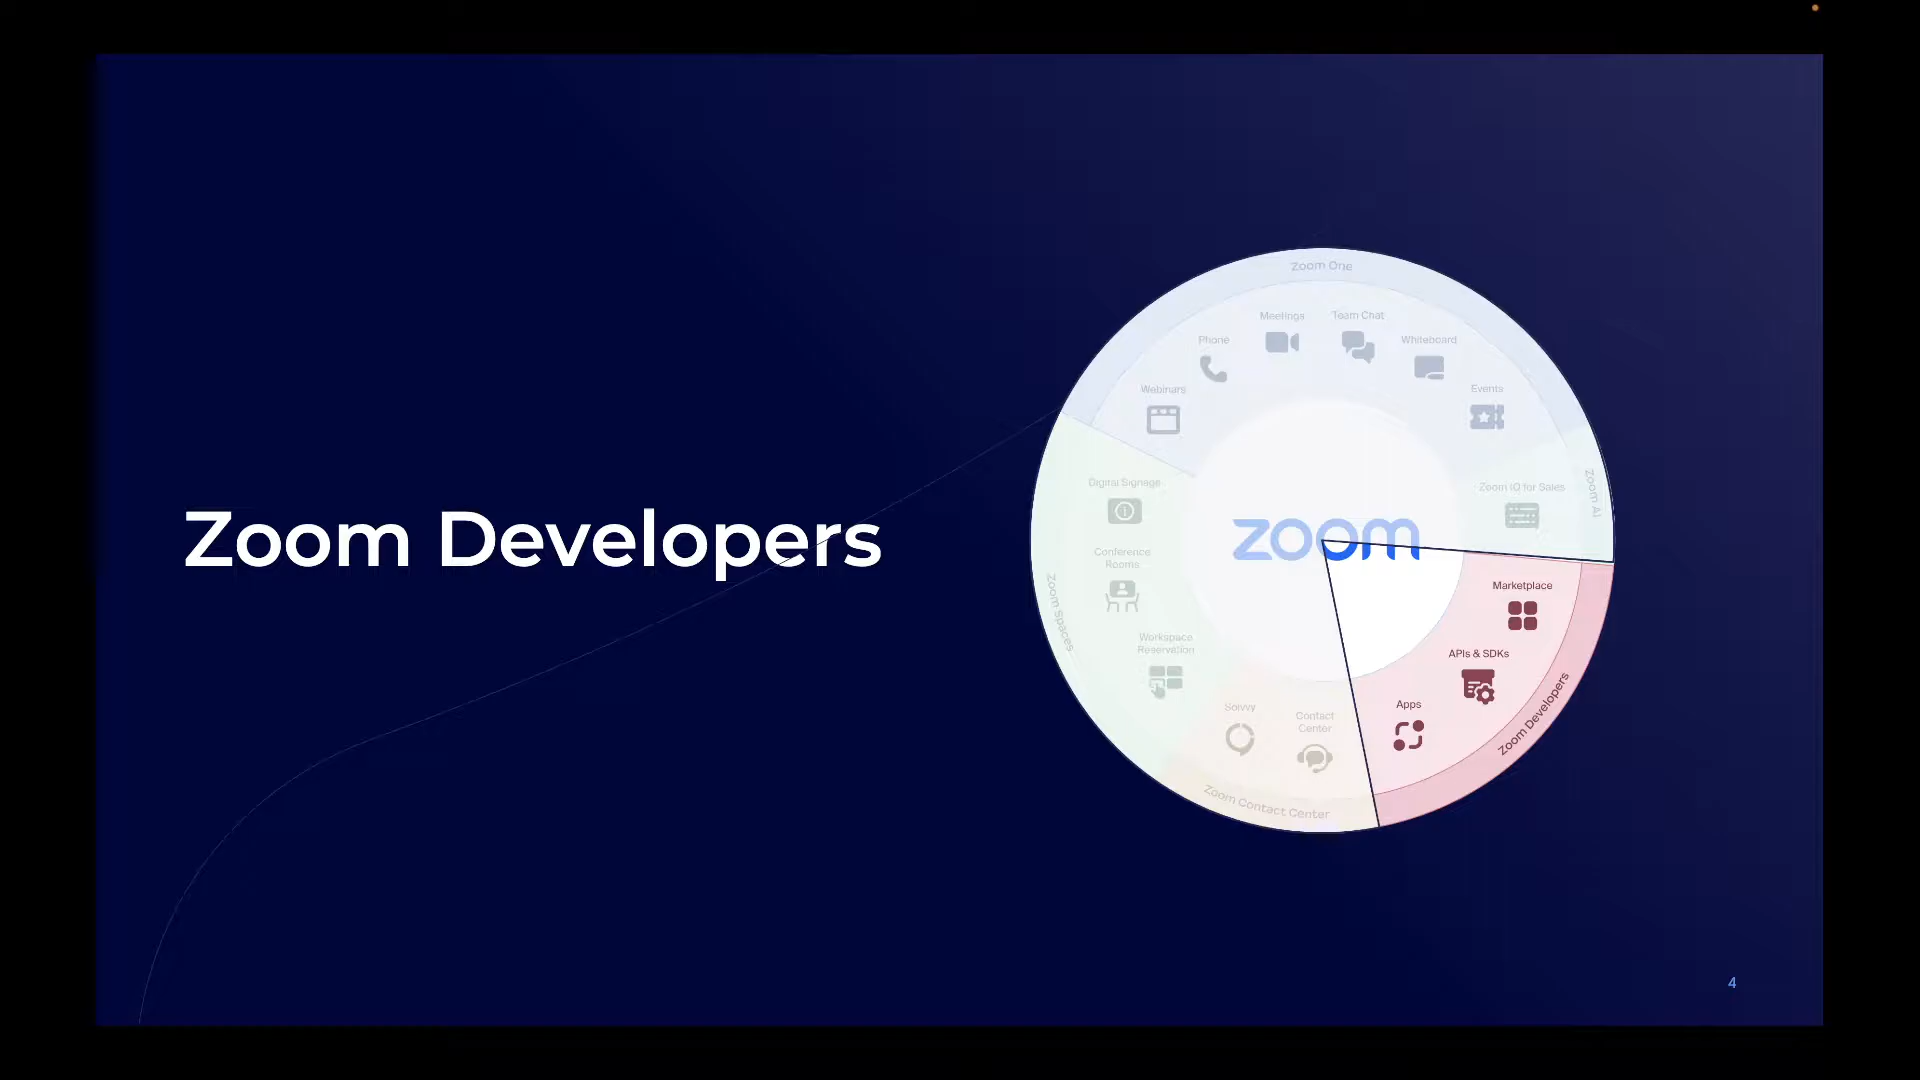 Zoom Developers
Zoom One
Meetings
Team Chat
Phone
Whiteboard
Webinars
Events
Zoom AI
Digital Signage
Zoom IQ for Sales
zoom
Conference
Rooms
Zoom Spaces
Marketplace
Workspace
Reservation
APIs & SDKs
Zoom Developers
Apps
Solvvy
Contact
Center
Zoom Contact Center
4